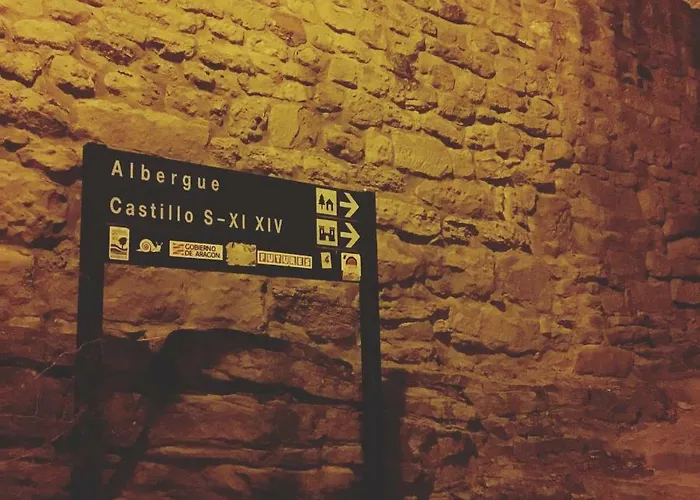 Albergue
Castillo S-XI XIV
GOBIERNO
DE ARAGON
FUTURES